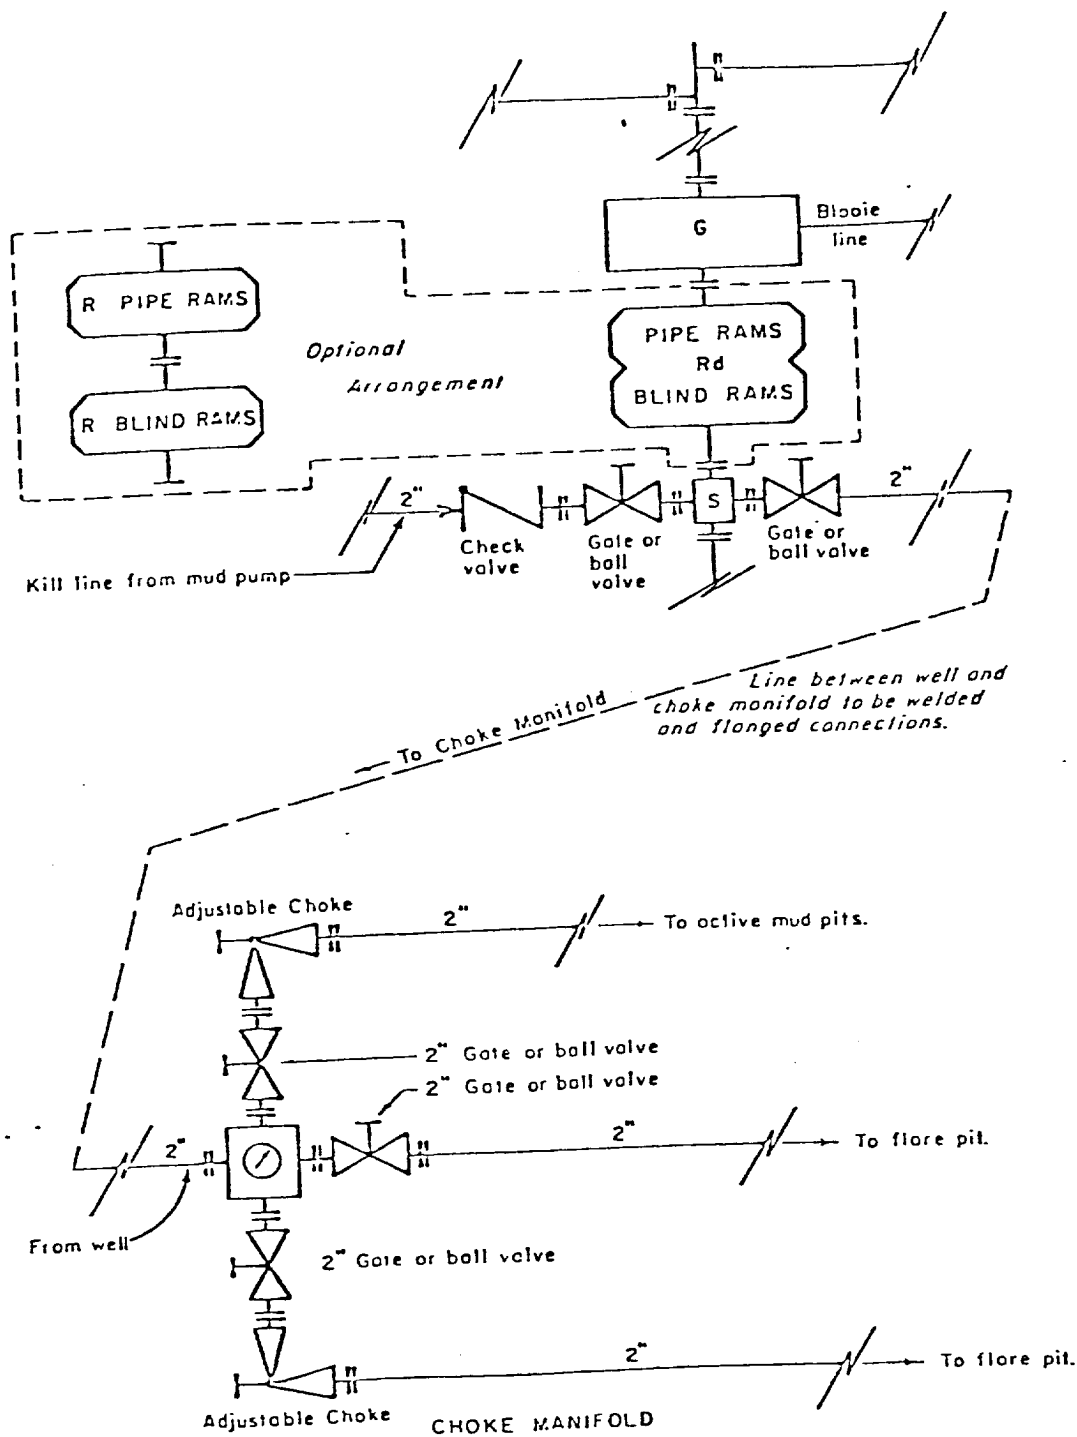 G
Blooie
line
R PIPE RAMS
R BLIND RAMS
Optional
Arrangement
PIPE RAMS
Rd
BLIND RAMS
2"
Kill line from mud pump
Check
valve
Gate or
ball
valve
S
Gate or
ball valve
2"
Line between well and
choke manifold to be welded
and flanged connections.
To Choke Manifold
Adjustable Choke
2"
To active mud pits.
2" Gate or ball valve
2" Gate or ball valve
2"
2"
To flare pit.
From well
2" Gate or ball valve
2"
To flare pit.
Adjustable Choke
CHOKE MANIFOLD